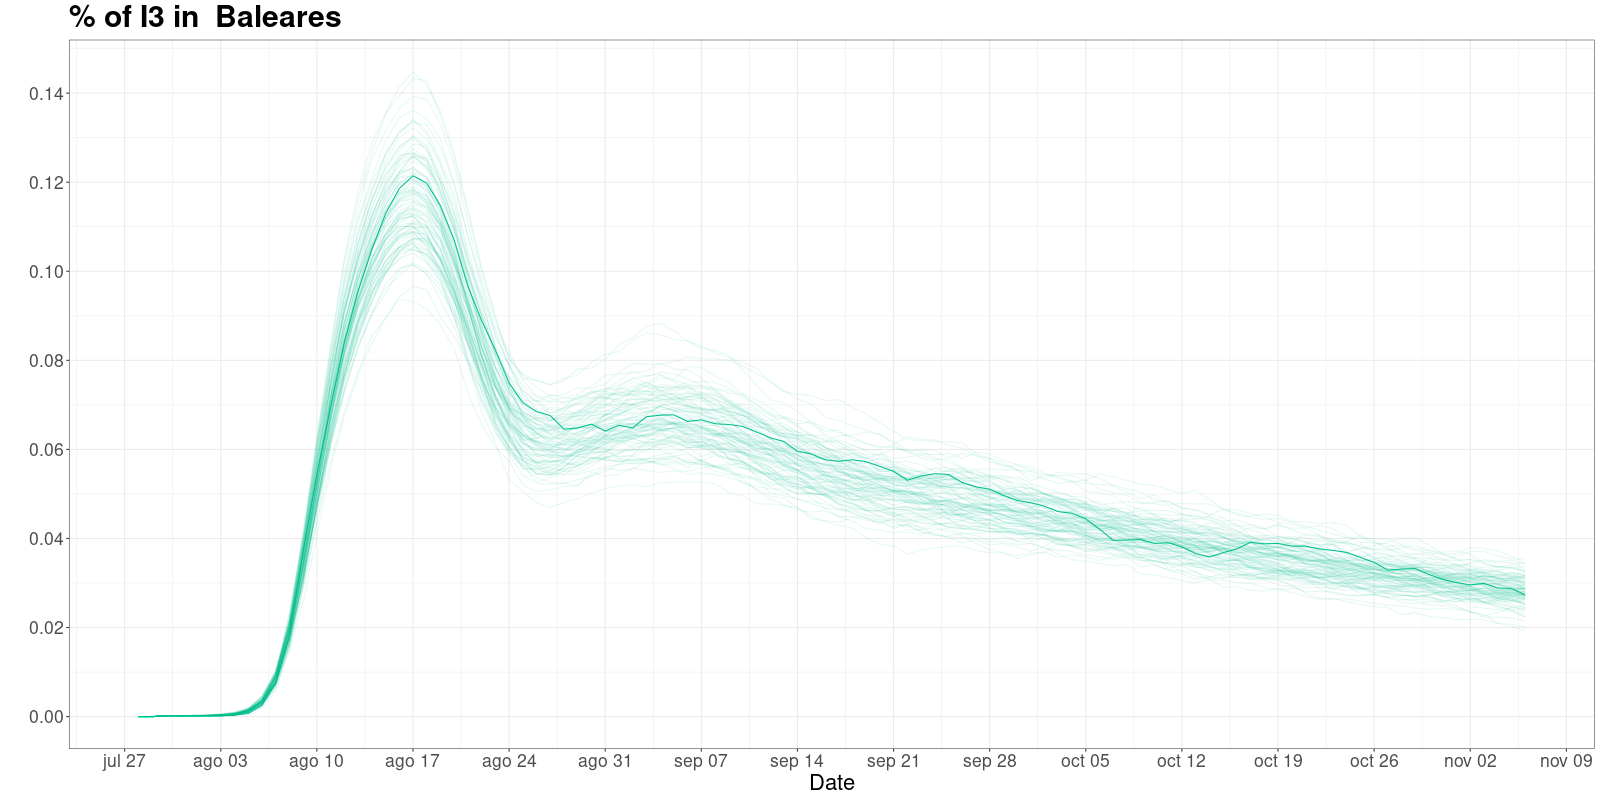 % of I3 in  Baleares
0.14
0.12
0.10
0.08
0.06
0.04
0.02
0.00
jul 27 ago 03 ago 10 ago 17 ago 24 ago 31 sep 07 sep 14 sep 21 sep 28 oct 05 oct 12 oct 19 oct 26 nov 02 nov 09
Date